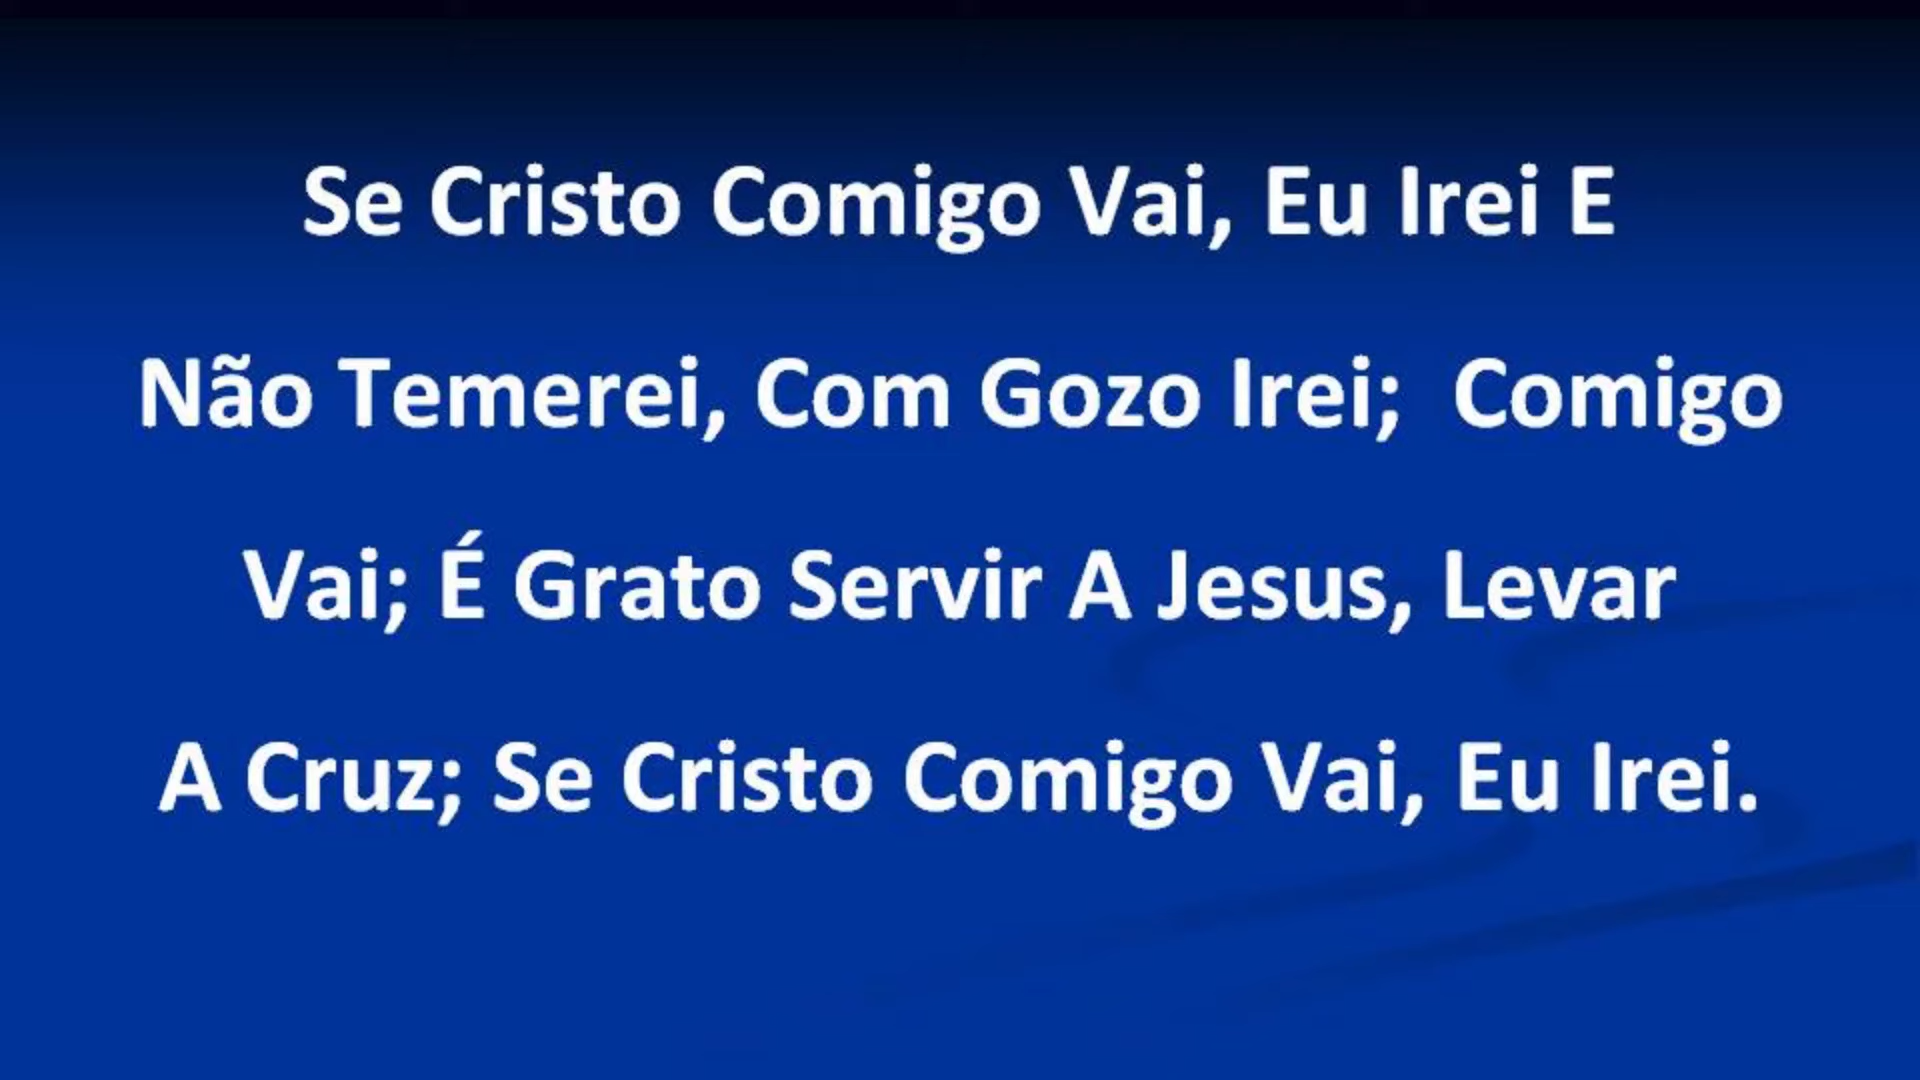 Se Cristo Comigo Vai, Eu Irei E
Não Temerei, Com Gozo Irei;  Comigo
Vai; É Grato Servir A Jesus, Levar
A Cruz; Se Cristo Comigo Vai, Eu Irei.